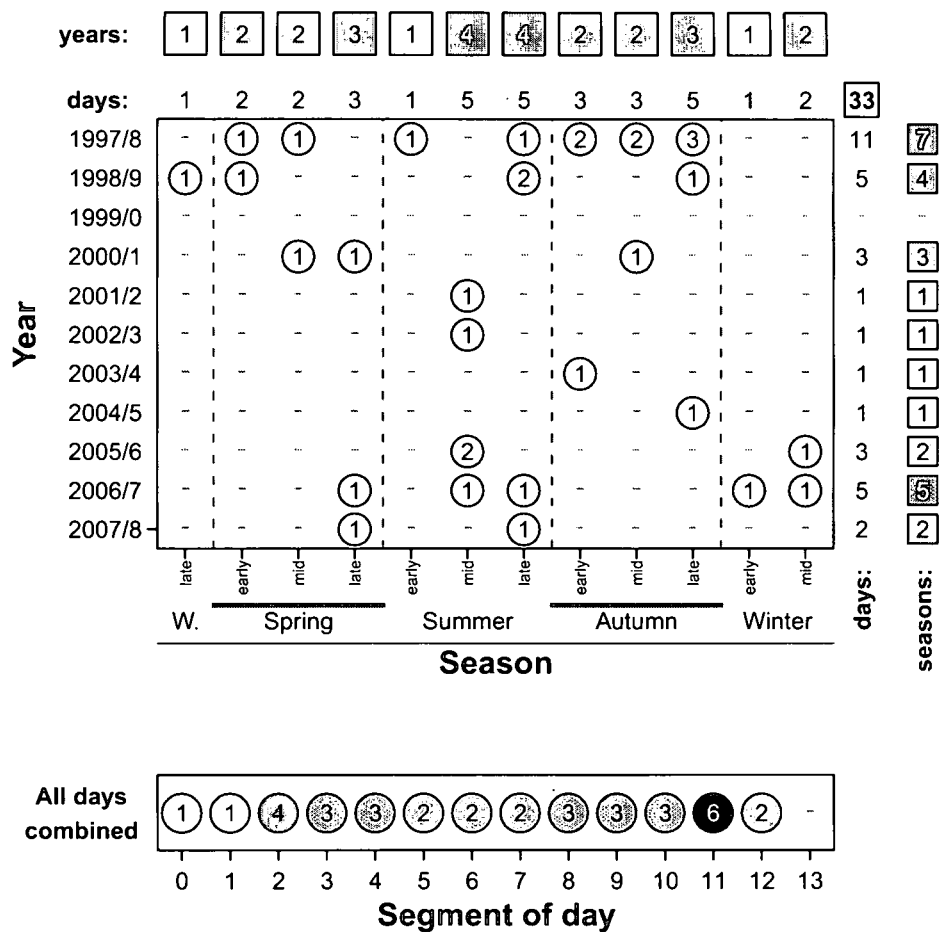 years: 1 2 2 3 1 4 4 2 2 3 1 2
days: 1 2 2 3 1 5 5 3 3 5 1 2 33
1997/8 - 1 1 - 1 - 1 2 2 3 - - 11 7
1998/9 1 1 - - - - 2 - - 1 - - 5 4
1999/0 - - - - - - - - - - - - - -
2000/1 - - 1 1 - - - - 1 - - - 3 3
2001/2 - - - - - 1 - - - - - - 1 1
2002/3 - - - - - 1 - - - - - - 1 1
2003/4 - - - - - - - 1 - - - - 1 1
2004/5 - - - - - - - - - 1 - - 1 1
2005/6 - - - - - 2 - - - - - 1 3 2
2006/7 - - - 1 - 1 1 - - - 1 1 5 5
2007/8 - - - 1 - - 1 - - - - - 2 2
Year
late early mid late early mid late early mid late early mid
days:
seasons:
W. Spring Summer Autumn Winter
Season
All days
combined
1 1 4 3 3 2 2 2 3 3 3 6 2 -
0 1 2 3 4 5 6 7 8 9 10 11 12 13
Segment of day